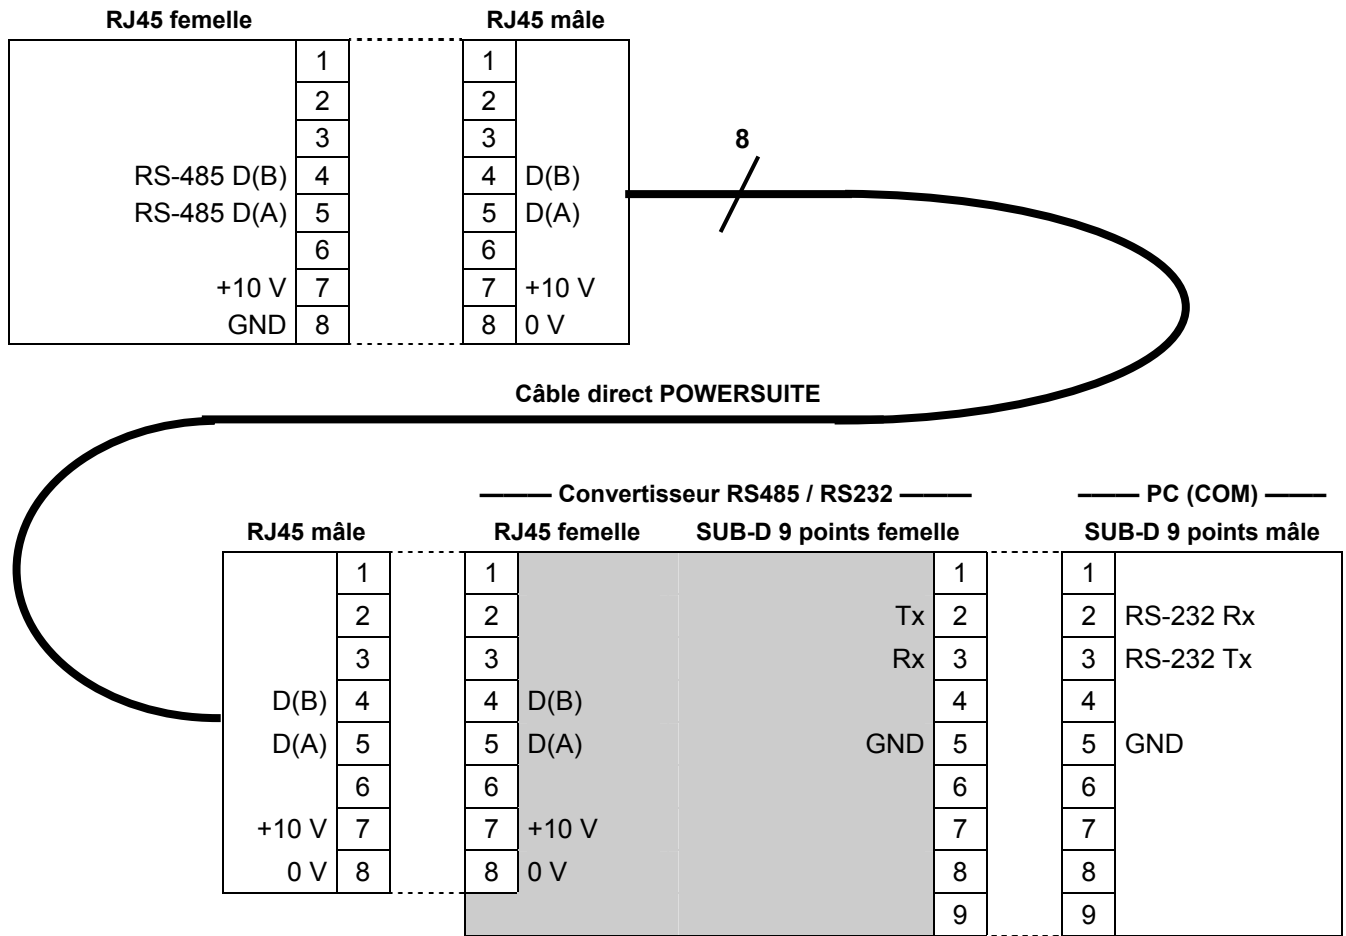 RJ45 femelle RJ45 mâle
1 1
2 2
3 3
RS-485 D(B) 4 4 D(B)
RS-485 D(A) 5 5 D(A)
6 6
+10 V 7 7 +10 V
GND 8 8 0 V
8
Câble direct POWERSUITE
Convertisseur RS485 / RS232 PC (COM)
RJ45 mâle RJ45 femelle SUB-D 9 points femelle SUB-D 9 points mâle
1 1 1 1
2 2 Tx 2 2 RS-232 Rx
3 3 Rx 3 3 RS-232 Tx
D(B) 4 4 D(B) 4 4
D(A) 5 5 D(A) GND 5 5 GND
6 6 6 6
+10 V 7 7 +10 V 7 7
0 V 8 8 0 V 8 8
9 9